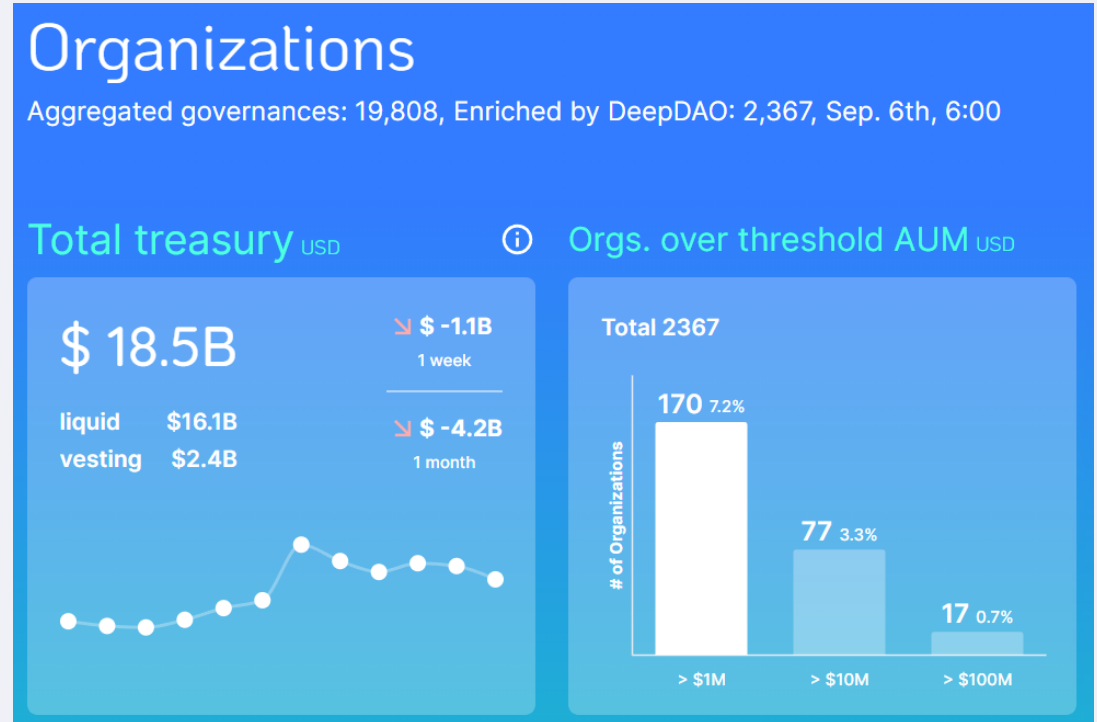 Organizations
Aggregated governances: 19,808, Enriched by DeepDAO: 2,367, Sep. 6th, 6:00
Total treasury USD
$ 18.5B
liquid $16.1B
vesting $2.4B
$ -1.1B
1 week
$ -4.2B
1 month
Orgs. over threshold AUM USD
Total 2367
# of Organizations
170 7.2%
77 3.3%
17 0.7%
> $1M
> $10M
> $100M